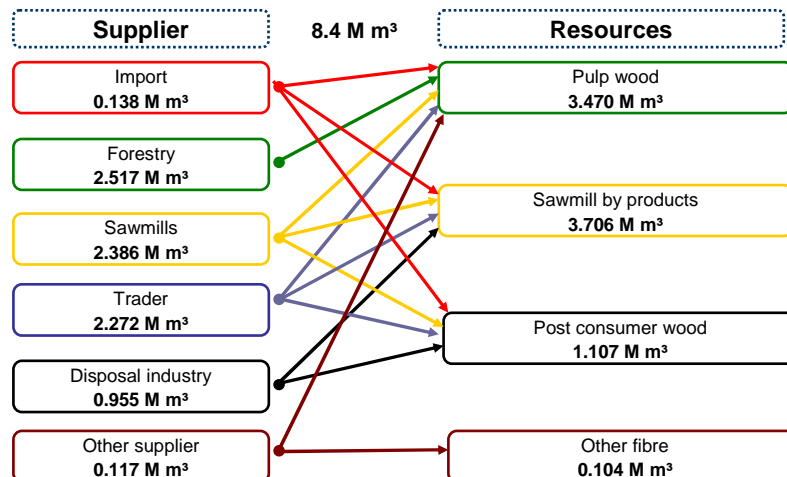 Supplier
8.4 M m³
Resources
Import
0.138 M m³
Pulp wood
3.470 M m³
Forestry
2.517 M m³
Sawmills
2.386 M m³
Sawmill by products
3.706 M m³
Trader
2.272 M m³
Post consumer wood
1.107 M m³
Disposal industry
0.955 M m³
Other supplier
0.117 M m³
Other fibre
0.104 M m³